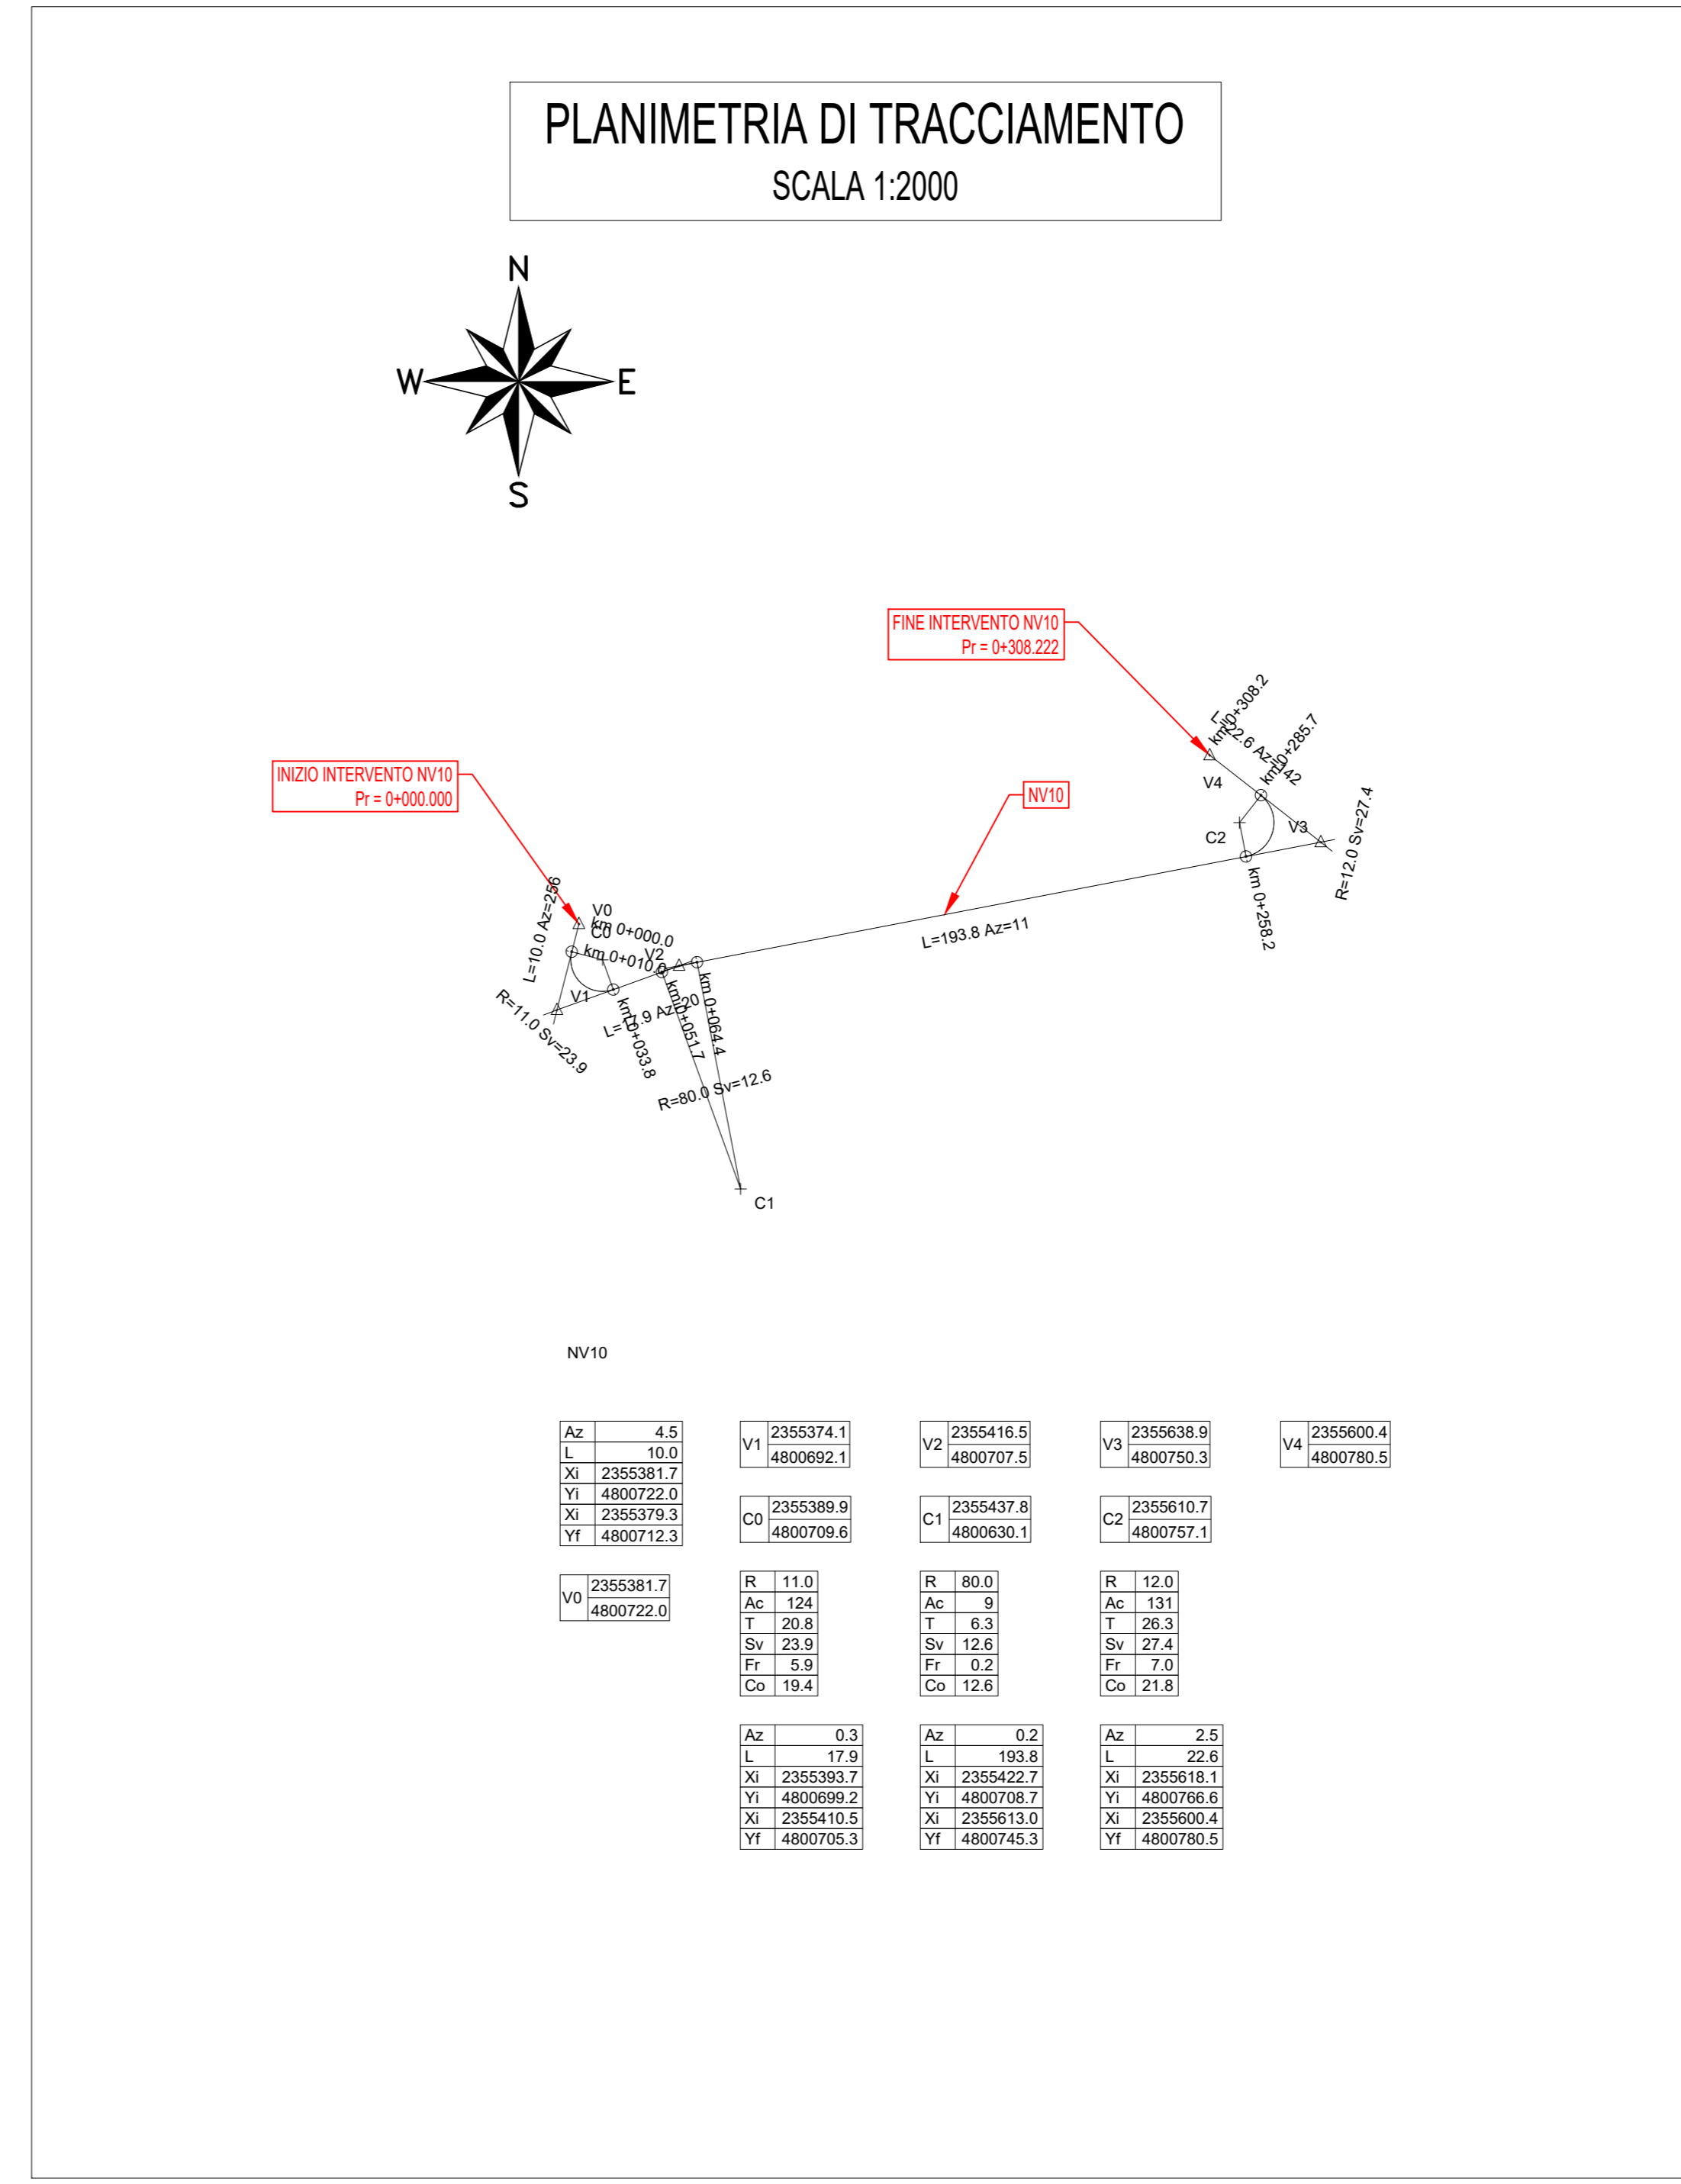 PLANIMETRIA DI TRACCIAMENTO
SCALA 1:2000
N
W
E
S
FINE INTERVENTO NV10
Pr = 0+308.222
INIZIO INTERVENTO NV10
Pr = 0+000.000
NV10
km 0+308.2
L=22.6 Az=142
km 0+285.7
V4
V3
C2
R=12.0 Sv=27.4
km 0+258.2
L=193.8 Az=11
L=10.0 Az=256
V0
km 0+000.0
C0
km 0+010.0
V2
V1
R=11.0 Sv=23.9
L=17.9 Az=20
km 0+033.8
km 0+051.7
km 0+064.4
R=80.0 Sv=12.6
C1
NV10
Az 4.5
L 10.0
Xi 2355381.7
Yi 4800722.0
Xi 2355379.3
Yf 4800712.3
V0 2355381.7
4800722.0
V1 2355374.1
4800692.1
C0 2355389.9
4800709.6
R 11.0
Ac 124
T 20.8
Sv 23.9
Fr 5.9
Co 19.4
Az 0.3
L 17.9
Xi 2355393.7
Yi 4800699.2
Xi 2355410.5
Yf 4800705.3
V2 2355416.5
4800707.5
C1 2355437.8
4800630.1
R 80.0
Ac 9
T 6.3
Sv 12.6
Fr 0.2
Co 12.6
Az 0.2
L 193.8
Xi 2355422.7
Yi 4800708.7
Xi 2355613.0
Yf 4800745.3
V3 2355638.9
4800750.3
C2 2355610.7
4800757.1
R 12.0
Ac 131
T 26.3
Sv 27.4
Fr 7.0
Co 21.8
Az 2.5
L 22.6
Xi 2355618.1
Yi 4800766.6
Xi 2355600.4
Yf 4800780.5
V4 2355600.4
4800780.5